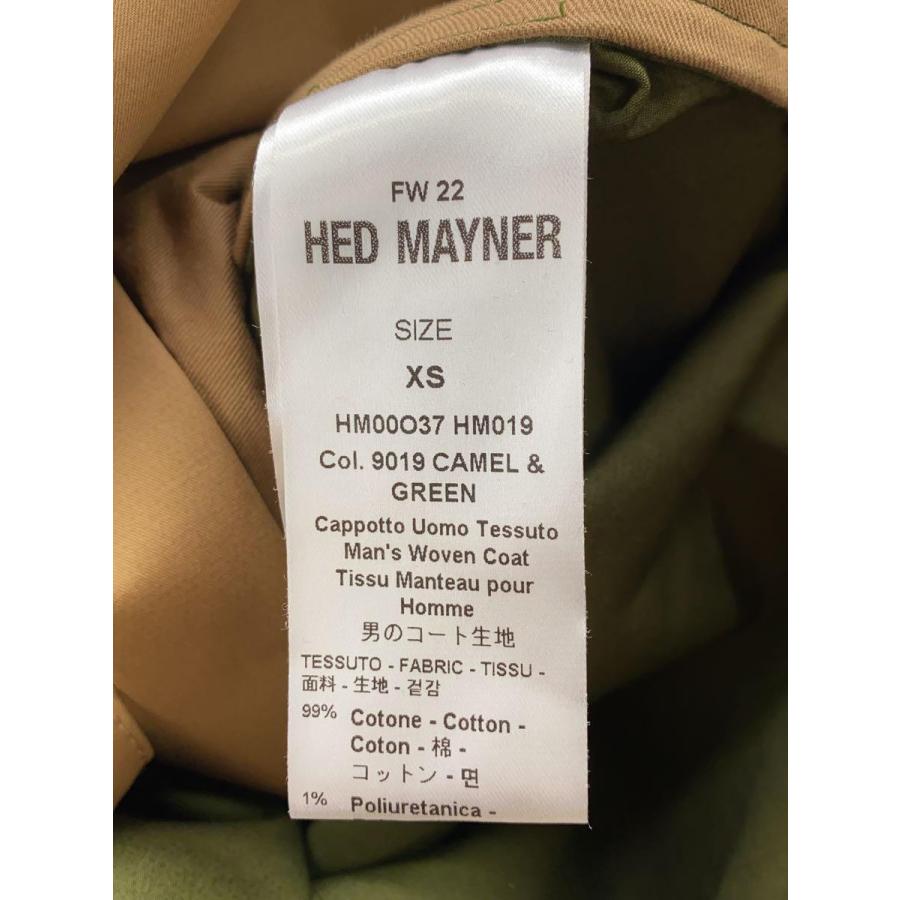 FW 22
HED MAYNER
SIZE
XS
HM00O37 HM019
Col. 9019 CAMEL &
GREEN
Cappotto Uomo Tessuto
Man's Woven Coat
Tissu Manteau pour
Homme
男のコート生地
TESSUTO - FABRIC - TISSU -
面料 - 生地 - 겉감
99% Cotone - Cotton -
Coton - 棉 -
コットン - 면
1% Poliuretanica -